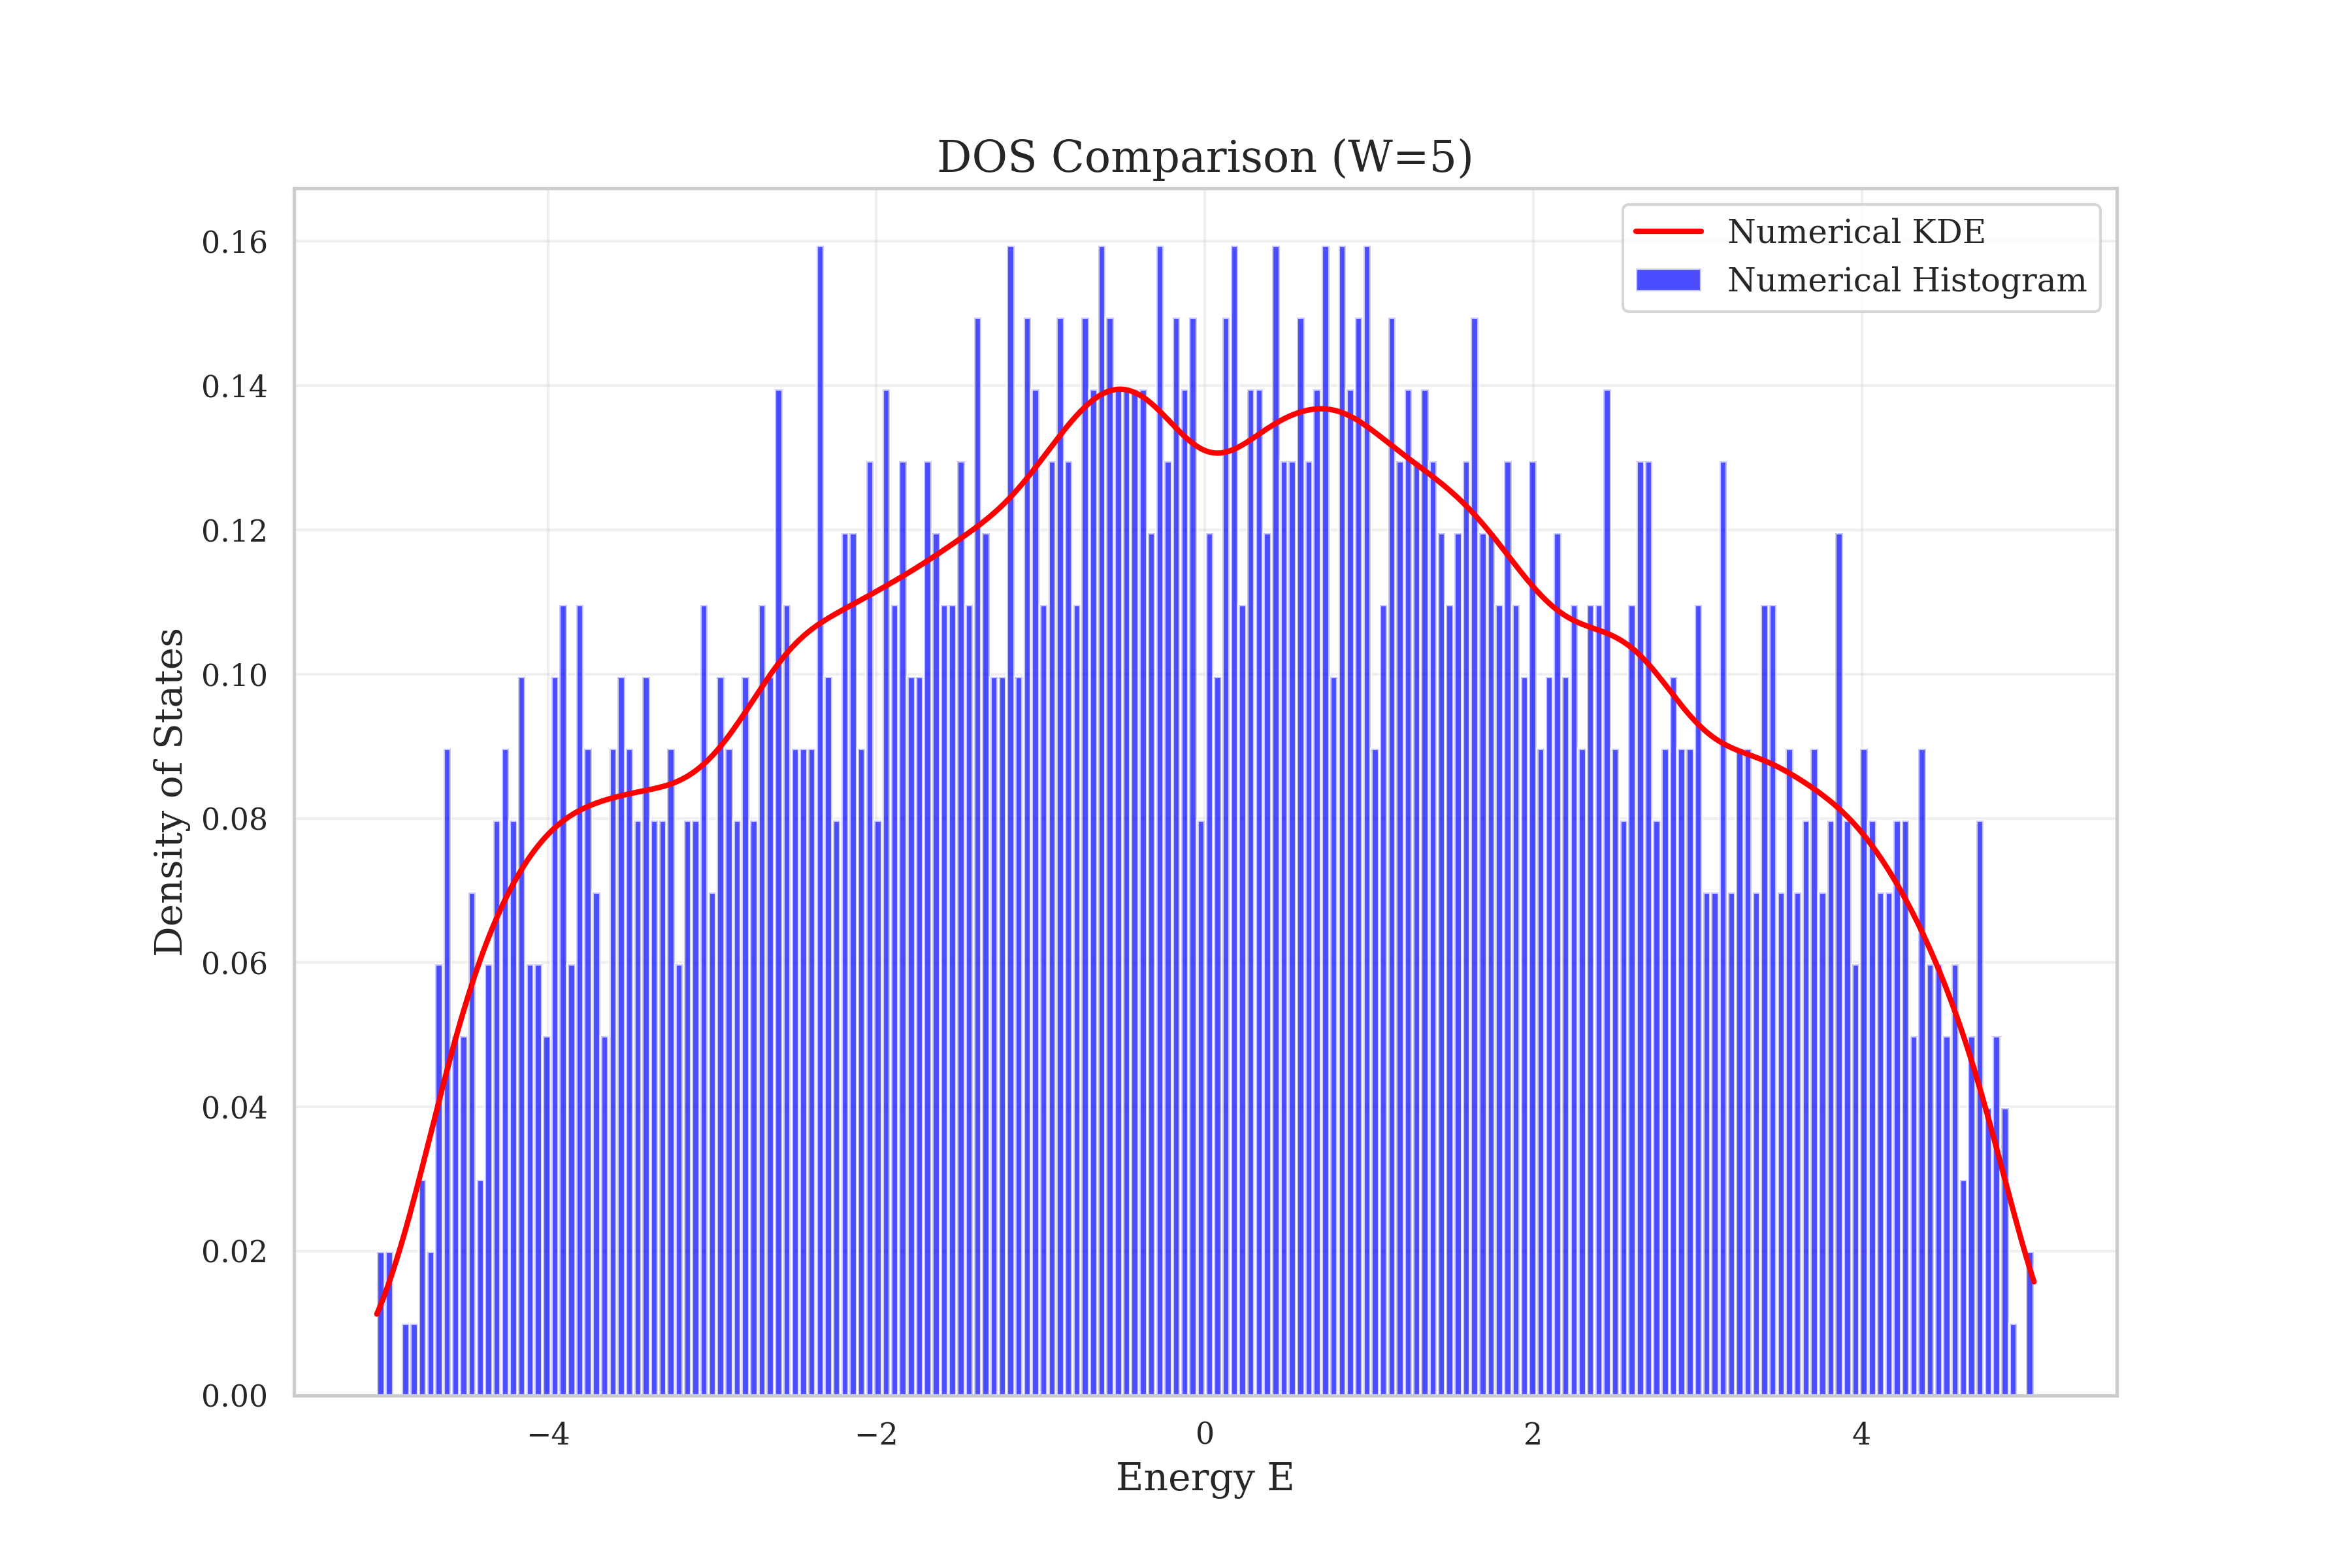 DOS Comparison (W=5)
Numerical KDE
Numerical Histogram
Density of States
0.16
0.14
0.12
0.10
0.08
0.06
0.04
0.02
0.00
−4 −2 0 2 4
Energy E